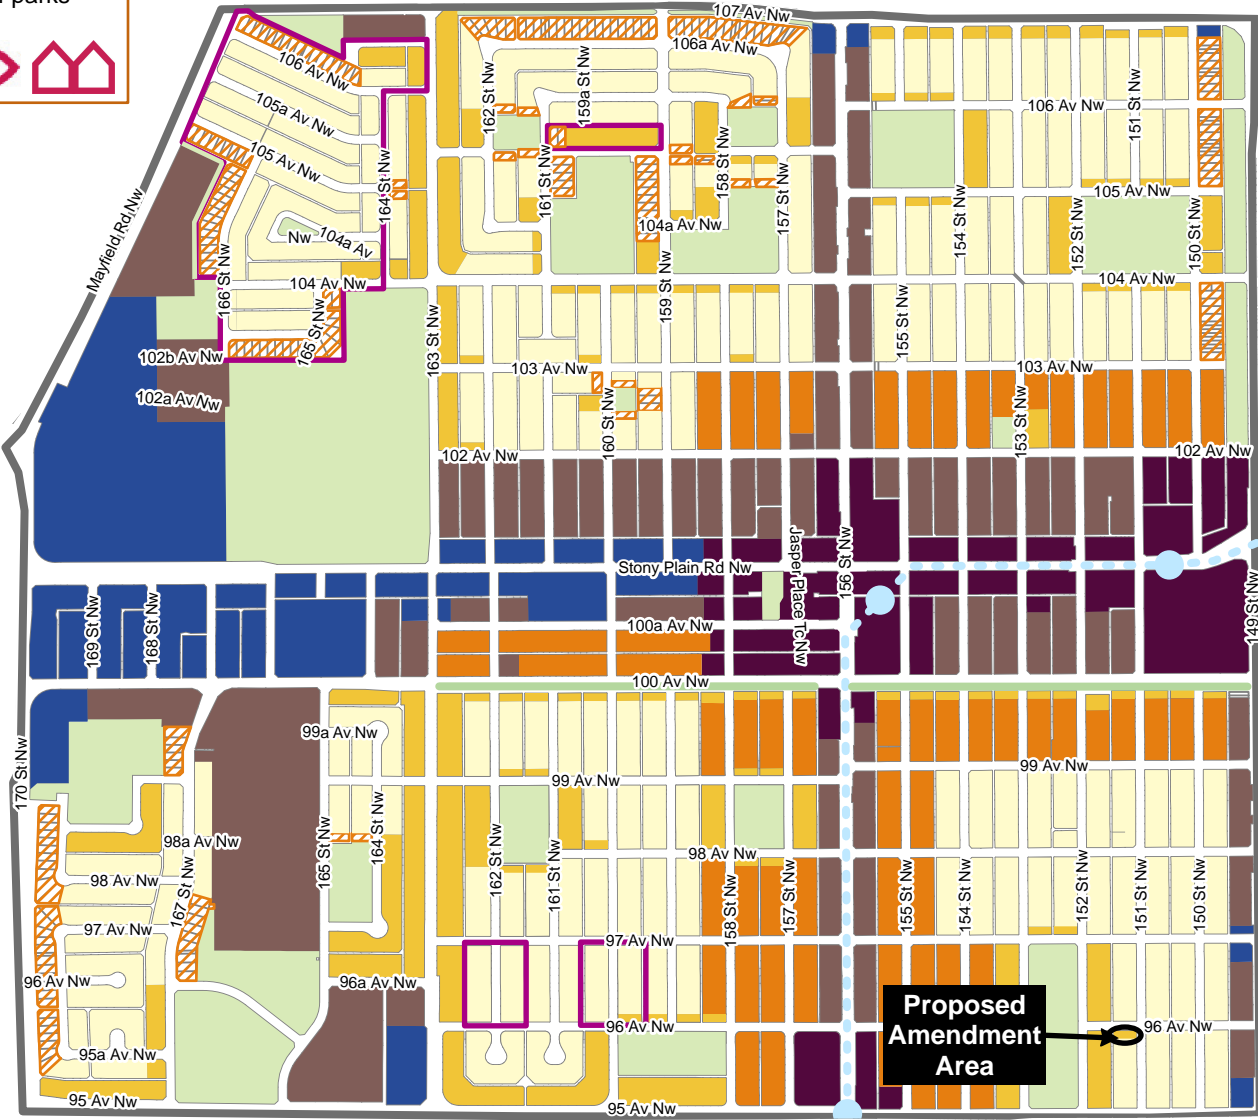 parks
107 Av Nw
106a Av Nw
106 Av Nw
159a St Nw
162 St Nw
105a Av Nw
106 Av Nw
151 St Nw
105 Av Nw
164 St Nw
161 St Nw
158 St Nw
157 St Nw
105 Av Nw
Mayfield Rd Nw
104a Av
Nw
104a Av Nw
154 St Nw
152 St Nw
150 St Nw
166 St Nw
104 Av Nw
159 St Nw
104 Av Nw
165 St Nw
163 St Nw
155 St Nw
102b Av Nw
103 Av Nw
103 Av Nw
102a Av Nw
160 St Nw
153 St Nw
102 Av Nw
102 Av Nw
Stony Plain Rd Nw
Jasper Place Tc Nw
156 St Nw
149 St Nw
169 St Nw
168 St Nw
100a Av Nw
100 Av Nw
99a Av Nw
170 St Nw
99 Av Nw
99 Av Nw
165 St Nw
164 St Nw
98a Av Nw
98 Av Nw
98 Av Nw
167 St Nw
162 St Nw
161 St Nw
158 St Nw
157 St Nw
155 St Nw
154 St Nw
152 St Nw
151 St Nw
150 St Nw
97 Av Nw
97 Av Nw
96 Av Nw
96a Av Nw
Proposed
Amendment
Area
96 Av Nw
96 Av Nw
95a Av Nw
95 Av Nw
95 Av Nw